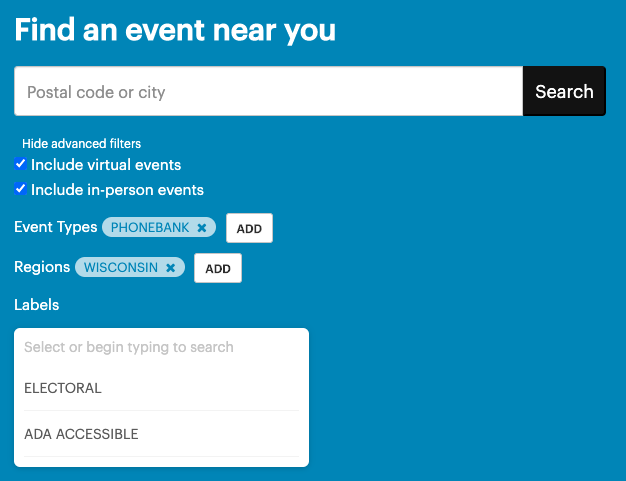 Find an event near you
Postal code or city
Search
Hide advanced filters
Include virtual events
Include in-person events
Event Types PHONEBANK × ADD
Regions WISCONSIN × ADD
Labels
Select or begin typing to search
ELECTORAL
ADA ACCESSIBLE